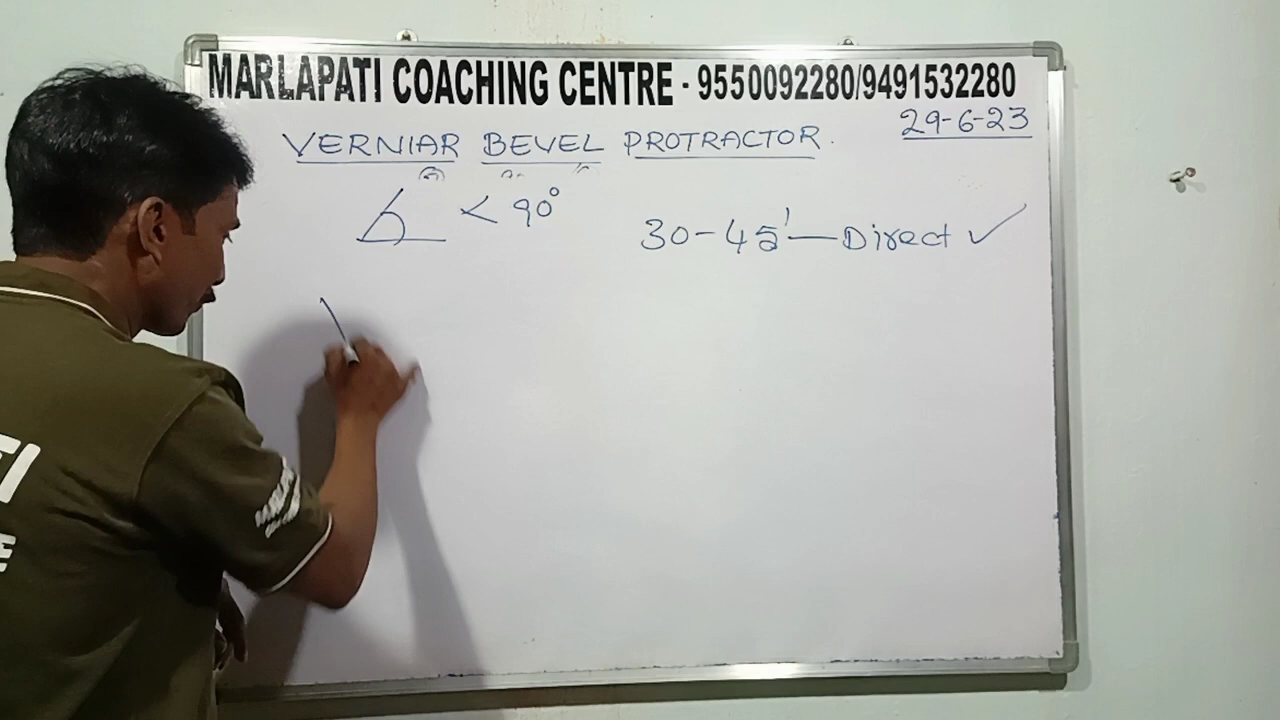 MARLAPATI COACHING CENTRE - 9550092280/9491532280
29-6-23
VERNIAR BEVEL PROTRACTOR.
< 90°
30-45' — Direct ✓